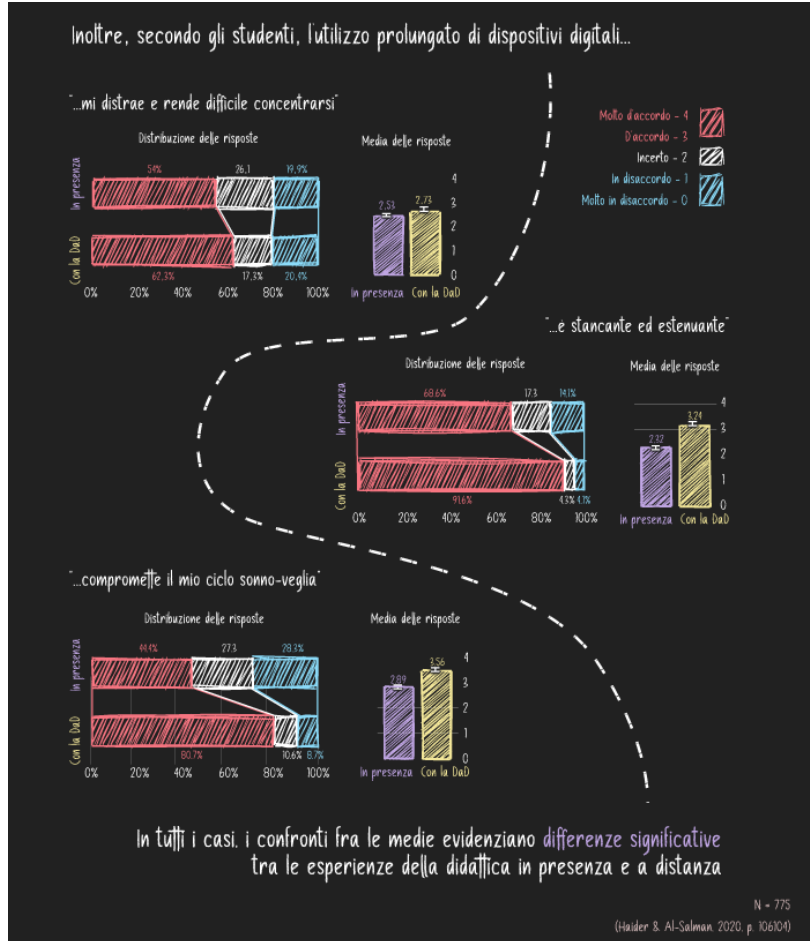 Inoltre, secondo gli studenti, l'utilizzo prolungato di dispositivi digitali...
"...mi distrae e rende difficile concentrarsi"
Distribuzione delle risposte
Media delle risposte
Molto d'accordo - 4
D'accordo - 3
Incerto - 2
In disaccordo - 1
Molto in disaccordo - 0
In presenza
54%
26,1
19,9%
Con la DaD
62,3%
17,3%
20,4%
0% 20% 40% 60% 80% 100%
4
3
2
1
0
2,53
2,73
In presenza Con la DaD
"...è stancante ed estenuante"
Distribuzione delle risposte
Media delle risposte
In presenza
68.6%
17.3
14.1%
Con la DaD
91.6%
4.3%
4.1%
0% 20% 40% 60% 80% 100%
4
3
2
1
0
2.32
3.24
In presenza Con la DaD
"...compromette il mio ciclo sonno-veglia"
Distribuzione delle risposte
Media delle risposte
In presenza
44.4%
27.3
28.3%
Con la DaD
80.7%
10.6%
8.7%
0% 20% 40% 60% 80% 100%
4
3
2
1
0
2.89
3.56
In presenza Con la DaD
In tutti i casi, i confronti fra le medie evidenziano differenze significative
tra le esperienze della didattica in presenza e a distanza
N = 775
(Haider & Al-Salman, 2020, p. 106104)